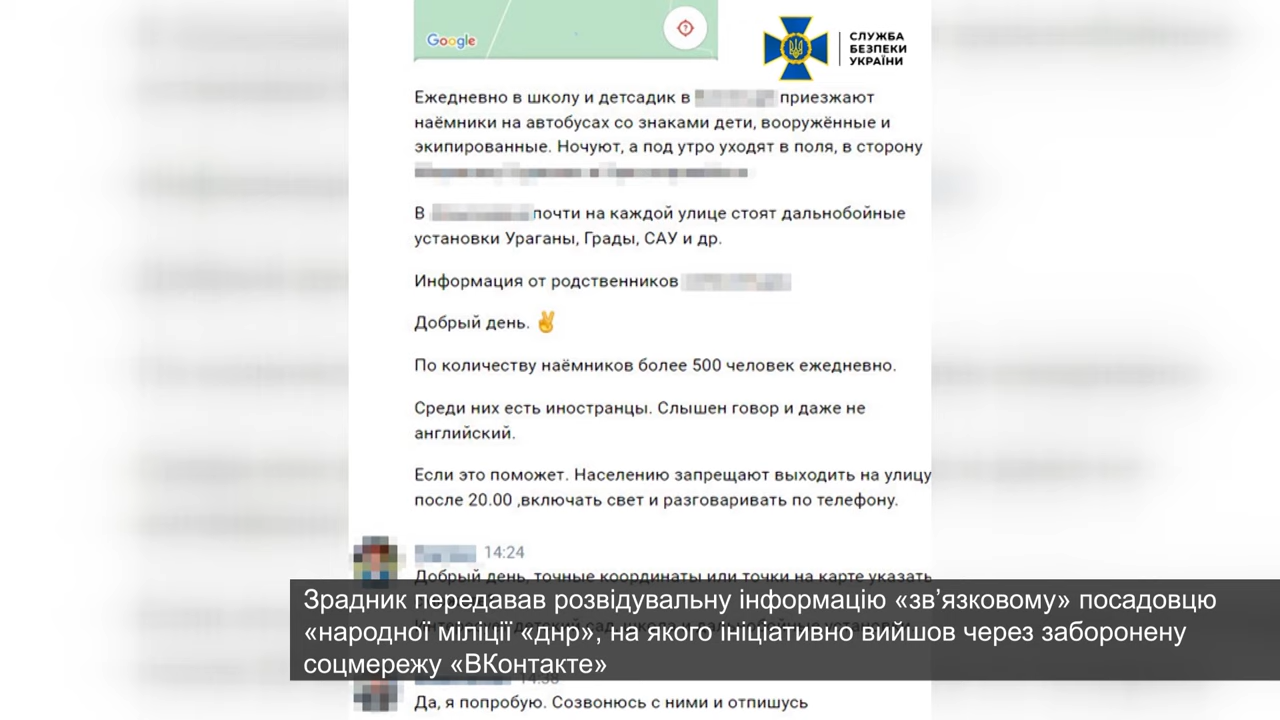 Google
СЛУЖБА
БЕЗПЕКИ
УКРАЇНИ
Ежедневно в школу и детсадик в приезжают
наёмники на автобусах со знаками дети, вооружённые и
экипированные. Ночуют, а под утро уходят в поля, в сторону
В почти на каждой улице стоят дальнобойные
установки Ураганы, Грады, САУ и др.
Информация от родственников
Добрый день. ✌
По количеству наёмников более 500 человек ежедневно.
Среди них есть иностранцы. Слышен говор и даже не
английский.
Если это поможет. Населению запрещают выходить на улицу
после 20.00 ,включать свет и разговаривать по телефону.
14:24
Добрый день, точные координаты или точки на карте указать
Зрадник передавав розвідувальну інформацію «зв’язковому» посадовцю
«народної міліції «днр», на якого ініціативно вийшов через заборонену
соцмережу «ВКонтакте»
Да, я попробую. Созвонюсь с ними и отпишусь